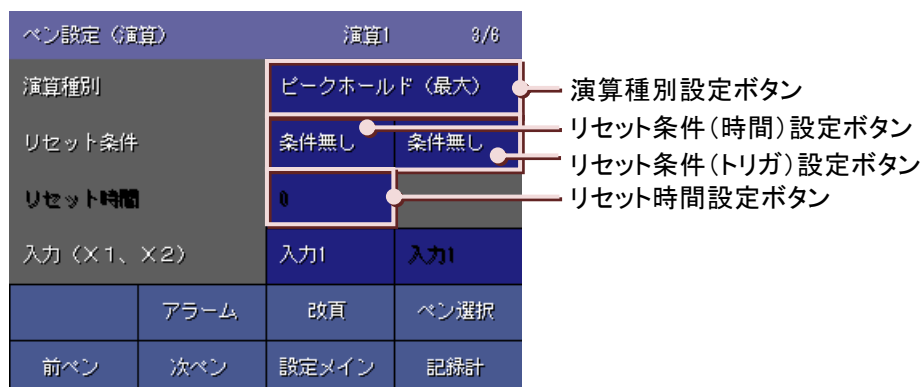 ペン設定（演算） 演算1 3/6
演算種別 ピークホールド（最大）
リセット条件 条件無し 条件無し
リセット時間 0
入力（X1、X2） 入力1 入力1
アラーム 改頁 ペン選択
前ペン 次ペン 設定メイン 記録計
演算種別設定ボタン
リセット条件（時間）設定ボタン
リセット条件（トリガ）設定ボタン
リセット時間設定ボタン